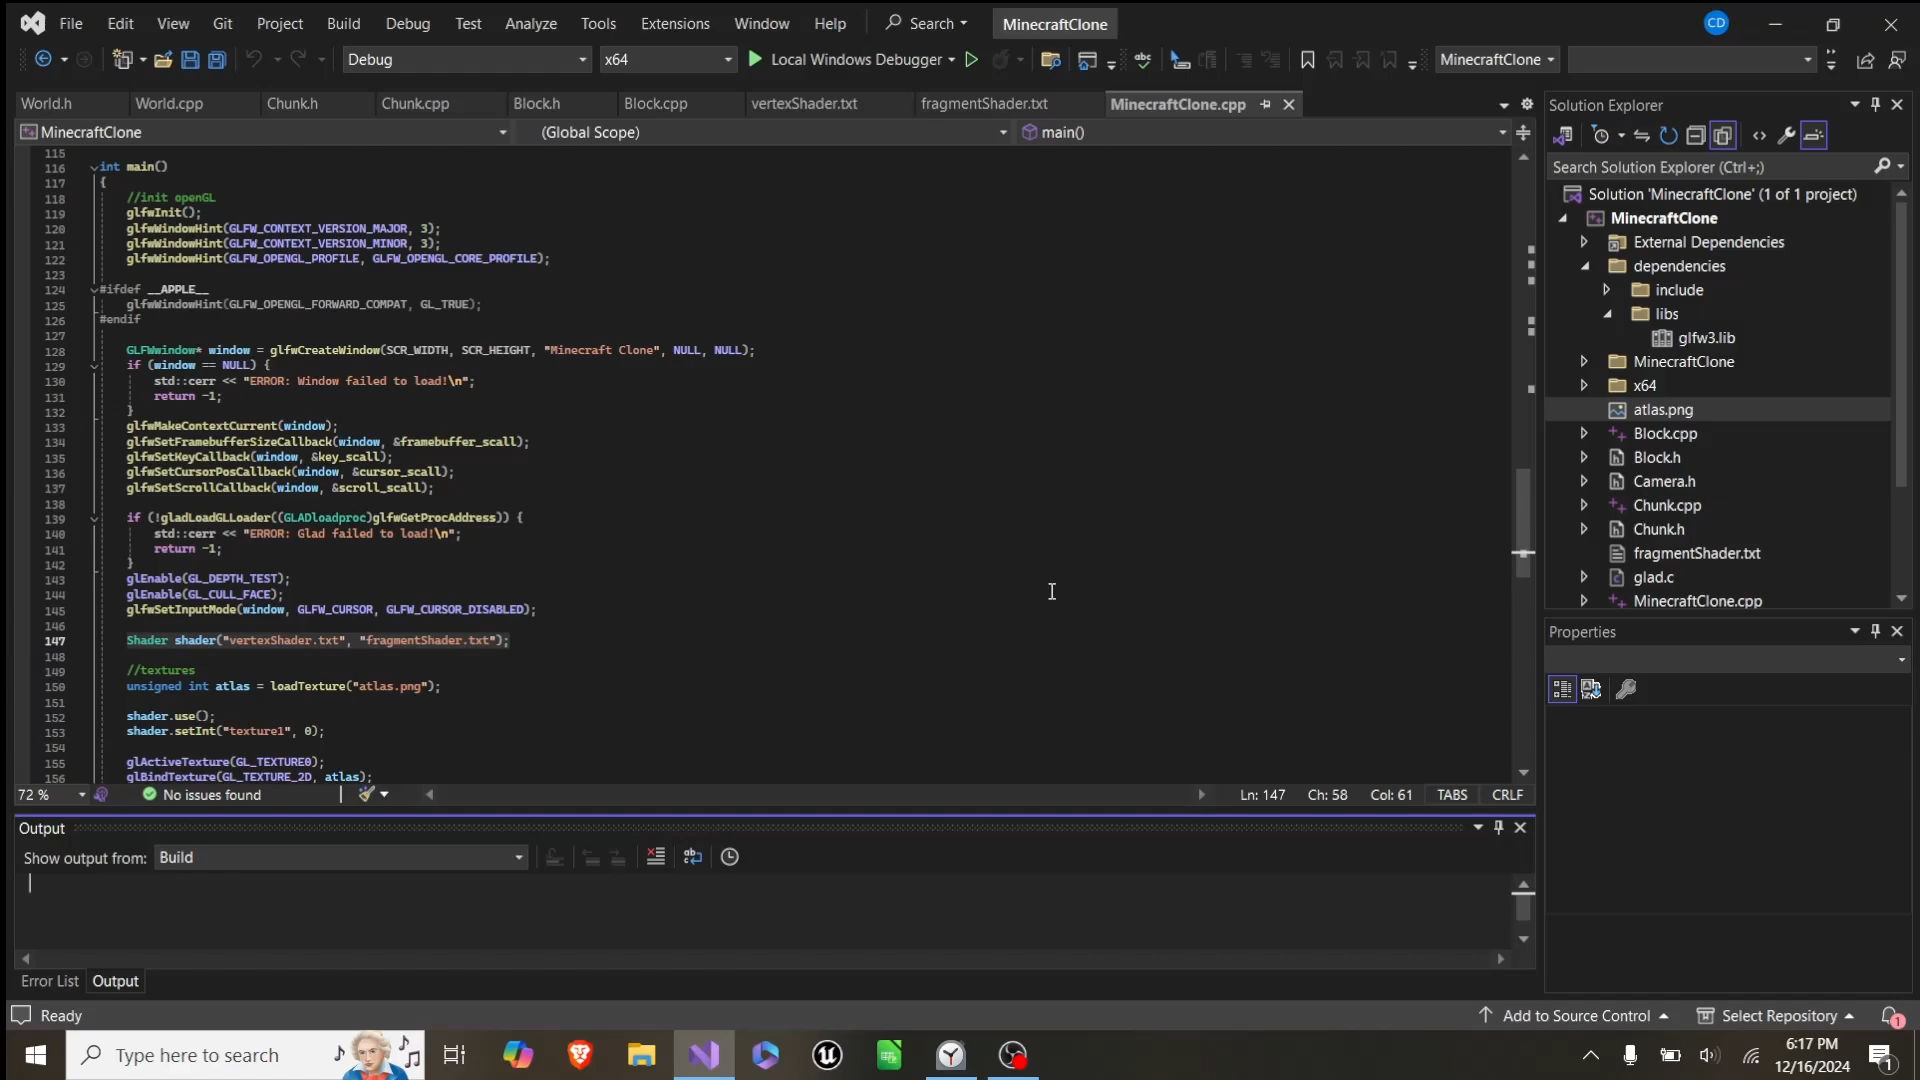 File Edit View Git Project Build Debug Test Analyze Tools Extensions Window Help Search MinecraftClone CD
Debug x64 Local Windows Debugger MinecraftClone
World.h World.cpp Chunk.h Chunk.cpp Block.h Block.cpp vertexShader.txt fragmentShader.txt MinecraftClone.cpp
MinecraftClone (Global Scope) main()
115
116 int main()
117 {
118 //init openGL
119 glfwInit();
120 glfwWindowHint(GLFW_CONTEXT_VERSION_MAJOR, 3);
121 glfwWindowHint(GLFW_CONTEXT_VERSION_MINOR, 3);
122 glfwWindowHint(GLFW_OPENGL_PROFILE, GLFW_OPENGL_CORE_PROFILE);
123
124 #ifdef __APPLE__
125 glfwWindowHint(GLFW_OPENGL_FORWARD_COMPAT, GL_TRUE);
126 #endif
127
128 GLFWwindow* window = glfwCreateWindow(SCR_WIDTH, SCR_HEIGHT, "Minecraft Clone", NULL, NULL);
129 if (window == NULL) {
130 std::cerr << "ERROR: Window failed to load!\n";
131 return -1;
132 }
133 glfwMakeContextCurrent(window);
134 glfwSetFramebufferSizeCallback(window, &framebuffer_scall);
135 glfwSetKeyCallback(window, &key_scall);
136 glfwSetCursorPosCallback(window, &cursor_scall);
137 glfwSetScrollCallback(window, &scroll_scall);
138
139 if (!gladLoadGLLoader((GLADloadproc)glfwGetProcAddress)) {
140 std::cerr << "ERROR: Glad failed to load!\n";
141 return -1;
142 }
143 glEnable(GL_DEPTH_TEST);
144 glEnable(GL_CULL_FACE);
145 glfwSetInputMode(window, GLFW_CURSOR, GLFW_CURSOR_DISABLED);
146
147 Shader shader("vertexShader.txt", "fragmentShader.txt");
148
149 //textures
150 unsigned int atlas = loadTexture("atlas.png");
151
152 shader.use();
153 shader.setInt("texture1", 0);
154
155 glActiveTexture(GL_TEXTURE0);
156 glBindTexture(GL_TEXTURE_2D, atlas);
72 % No issues found Ln: 147 Ch: 58 Col: 61 TABS CRLF
Output
Show output from: Build
Error List Output
Solution Explorer
Search Solution Explorer (Ctrl+;)
Solution 'MinecraftClone' (1 of 1 project)
MinecraftClone
External Dependencies
dependencies
include
libs
glfw3.lib
MinecraftClone
x64
atlas.png
Block.cpp
Block.h
Camera.h
Chunk.cpp
Chunk.h
fragmentShader.txt
glad.c
MinecraftClone.cpp
Properties
Ready Add to Source Control Select Repository 1
Type here to search
6:17 PM
12/16/2024
1